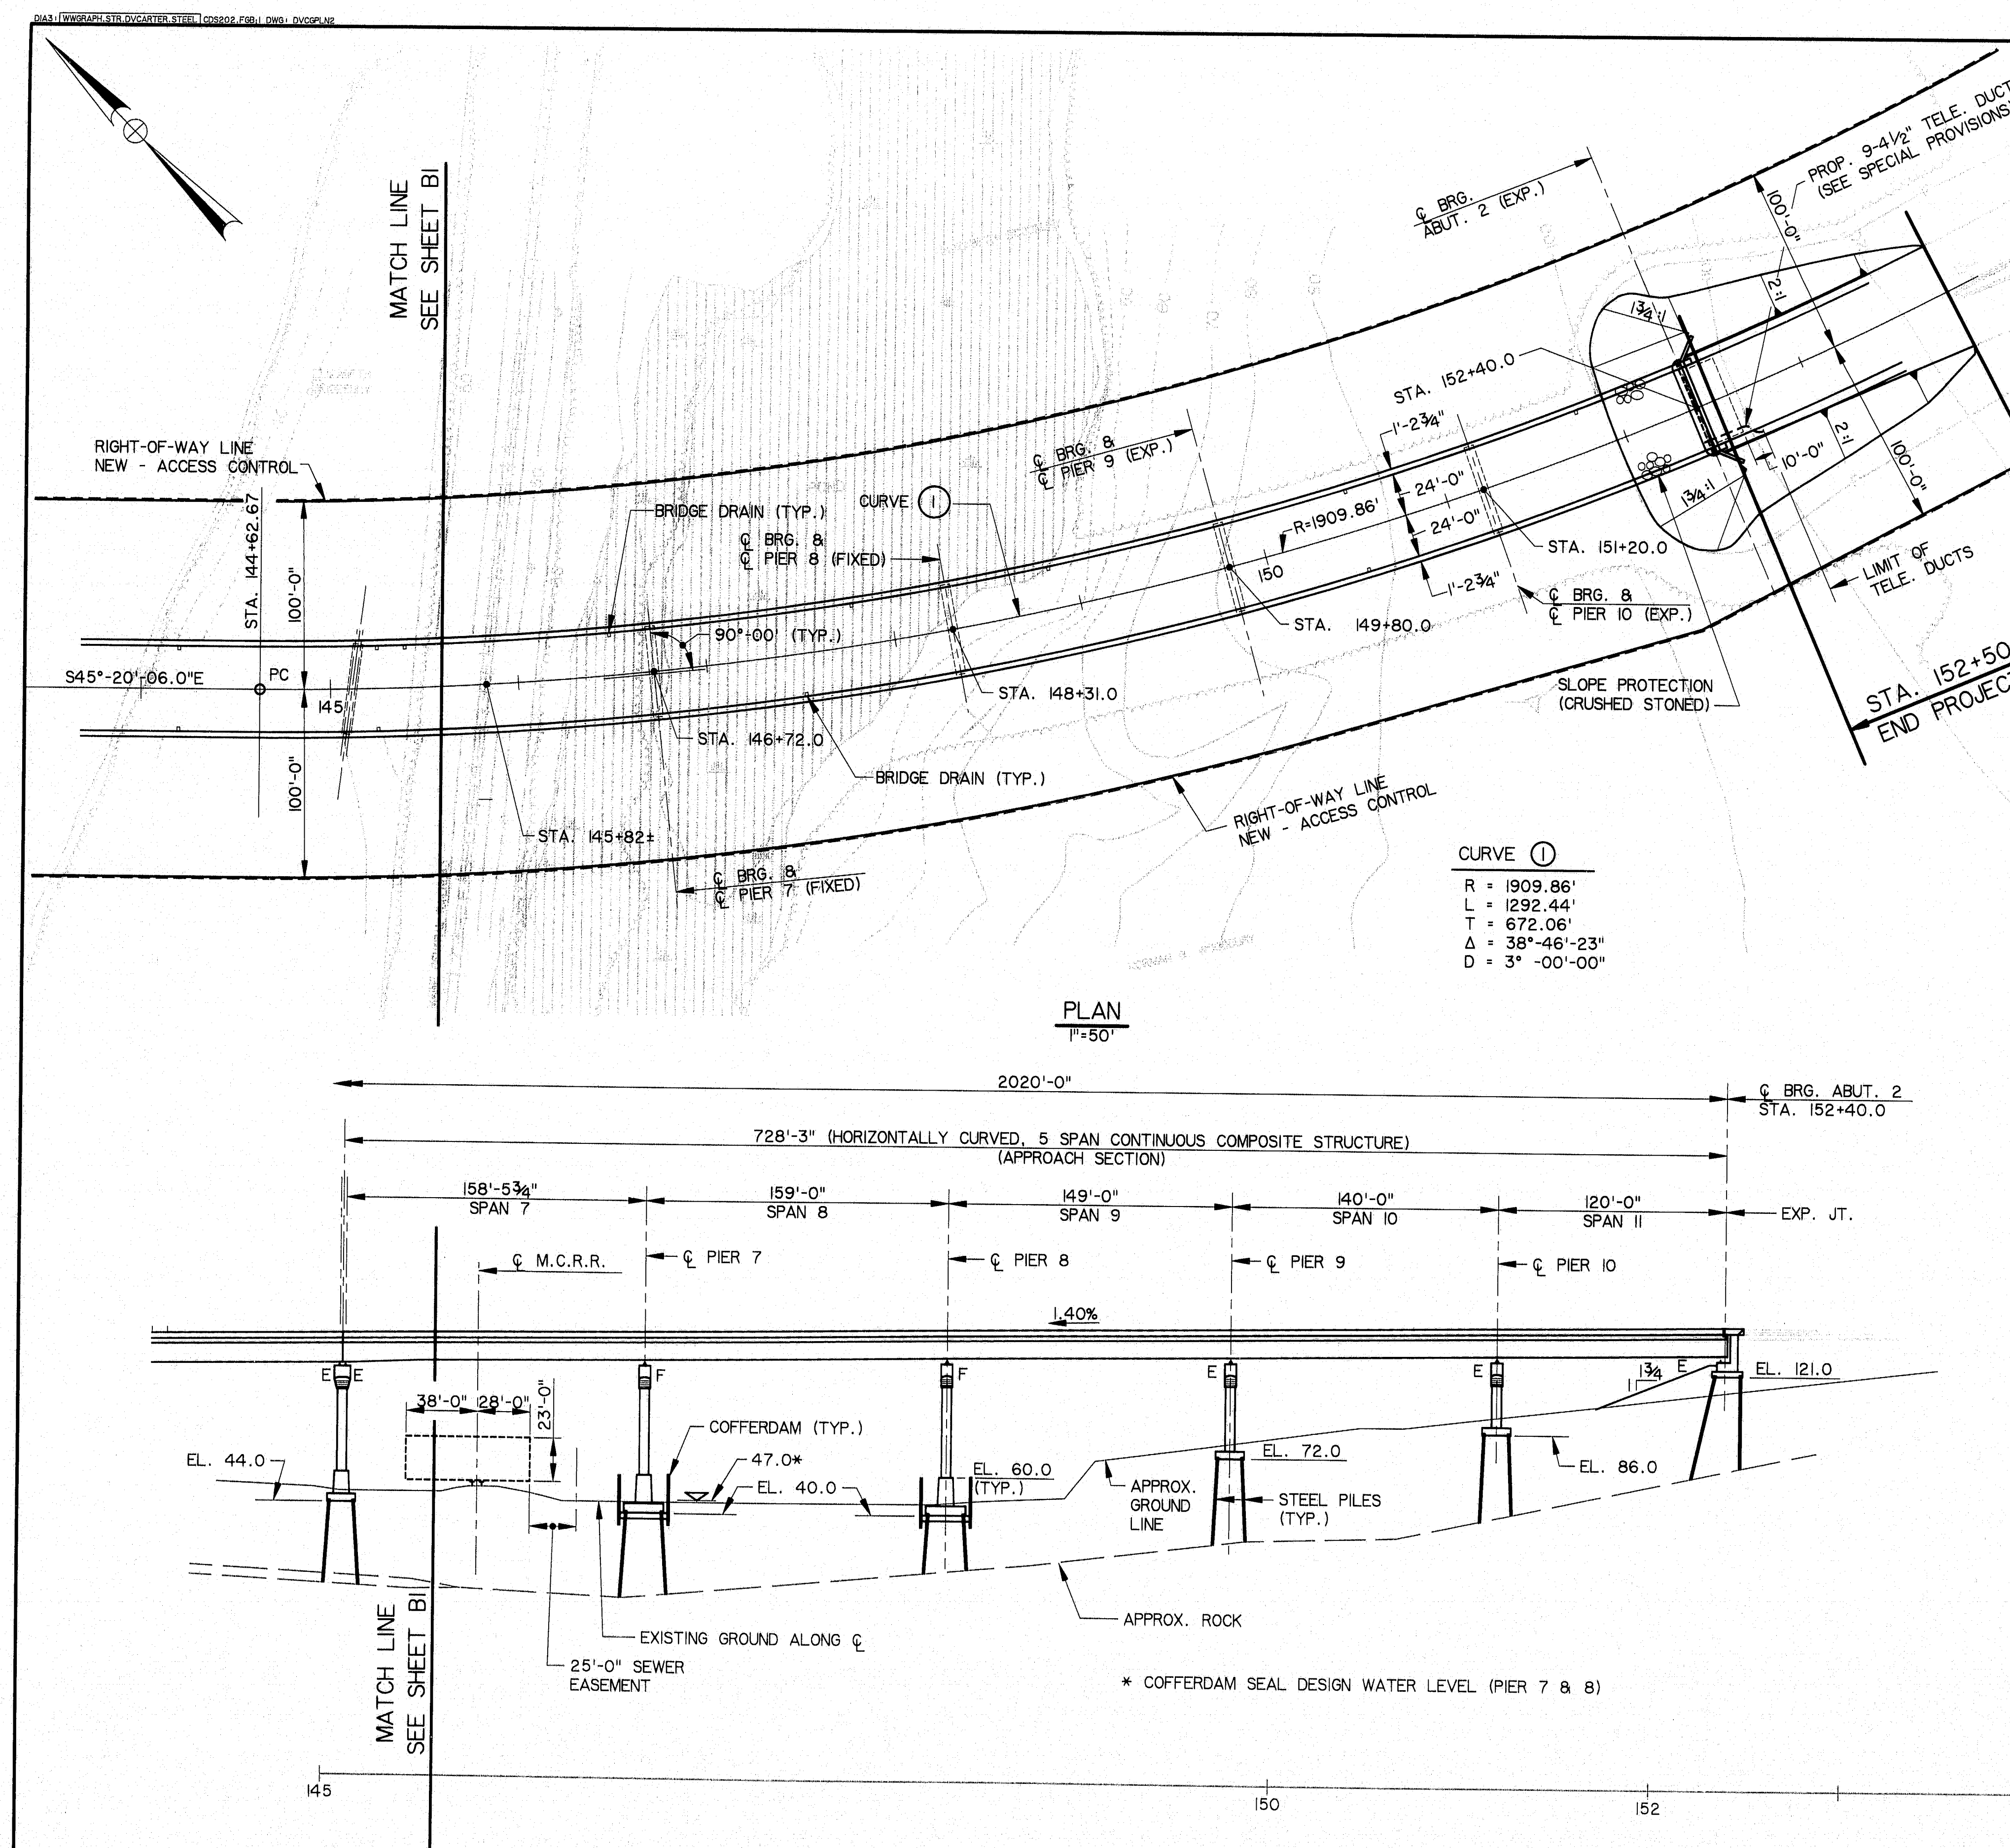 DIA3: WWGRAPH.STR.DVCARTER.STEEL CDS202.FGB;1 DWG: DVCGPLN2
MATCH LINE
SEE SHEET B1
RIGHT-OF-WAY LINE
NEW - ACCESS CONTROL
STA. 144+62.67
100'-0"
100'-0"
S45°-20'-06.0"E
PC
145
BRIDGE DRAIN (TYP.)
CURVE 1
℄ BRG. &
℄ PIER 8 (FIXED)
90°-00' (TYP.)
℄ BRG. &
℄ PIER 9 (EXP.)
℄ BRG.
ABUT. 2 (EXP.)
PROP. 9-4½" TELE. DUCT
(SEE SPECIAL PROVISIONS)
100'-0"
1¾:1
2:1
STA. 152+40.0
1'-2¾"
24'-0"
R=1909.86'
24'-0"
1'-2¾"
150
STA. 151+20.0
℄ BRG. &
℄ PIER 10 (EXP.)
1¾:1
10'-0"
2:1
100'-0"
LIMIT OF
TELE. DUCTS
STA. 152+50
END PROJECT
SLOPE PROTECTION
(CRUSHED STONED)
STA. 149+80.0
STA. 148+31.0
STA. 146+72.0
BRIDGE DRAIN (TYP.)
STA. 145+82±
℄ BRG. &
℄ PIER 7 (FIXED)
RIGHT-OF-WAY LINE
NEW - ACCESS CONTROL
CURVE 1
R = 1909.86'
L = 1292.44'
T = 672.06'
Δ = 38°-46'-23"
D = 3° -00'-00"
PLAN
1"=50'
2020'-0"
℄ BRG. ABUT. 2
STA. 152+40.0
728'-3" (HORIZONTALLY CURVED, 5 SPAN CONTINUOUS COMPOSITE STRUCTURE)
(APPROACH SECTION)
158'-5¾"
SPAN 7
159'-0"
SPAN 8
149'-0"
SPAN 9
140'-0"
SPAN 10
120'-0"
SPAN 11
EXP. JT.
℄ M.C.R.R.
℄ PIER 7
℄ PIER 8
℄ PIER 9
℄ PIER 10
1.40%
E E
F
F
E
E
E
1¾
1
EL. 121.0
38'-0"
28'-0"
23'-0"
COFFERDAM (TYP.)
47.0*
EL. 40.0
EL. 44.0
EL. 60.0
(TYP.)
EL. 72.0
EL. 86.0
APPROX.
GROUND
LINE
STEEL PILES
(TYP.)
APPROX. ROCK
EXISTING GROUND ALONG ℄
25'-0" SEWER
EASEMENT
MATCH LINE
SEE SHEET B1
* COFFERDAM SEAL DESIGN WATER LEVEL (PIER 7 & 8)
145
150
152